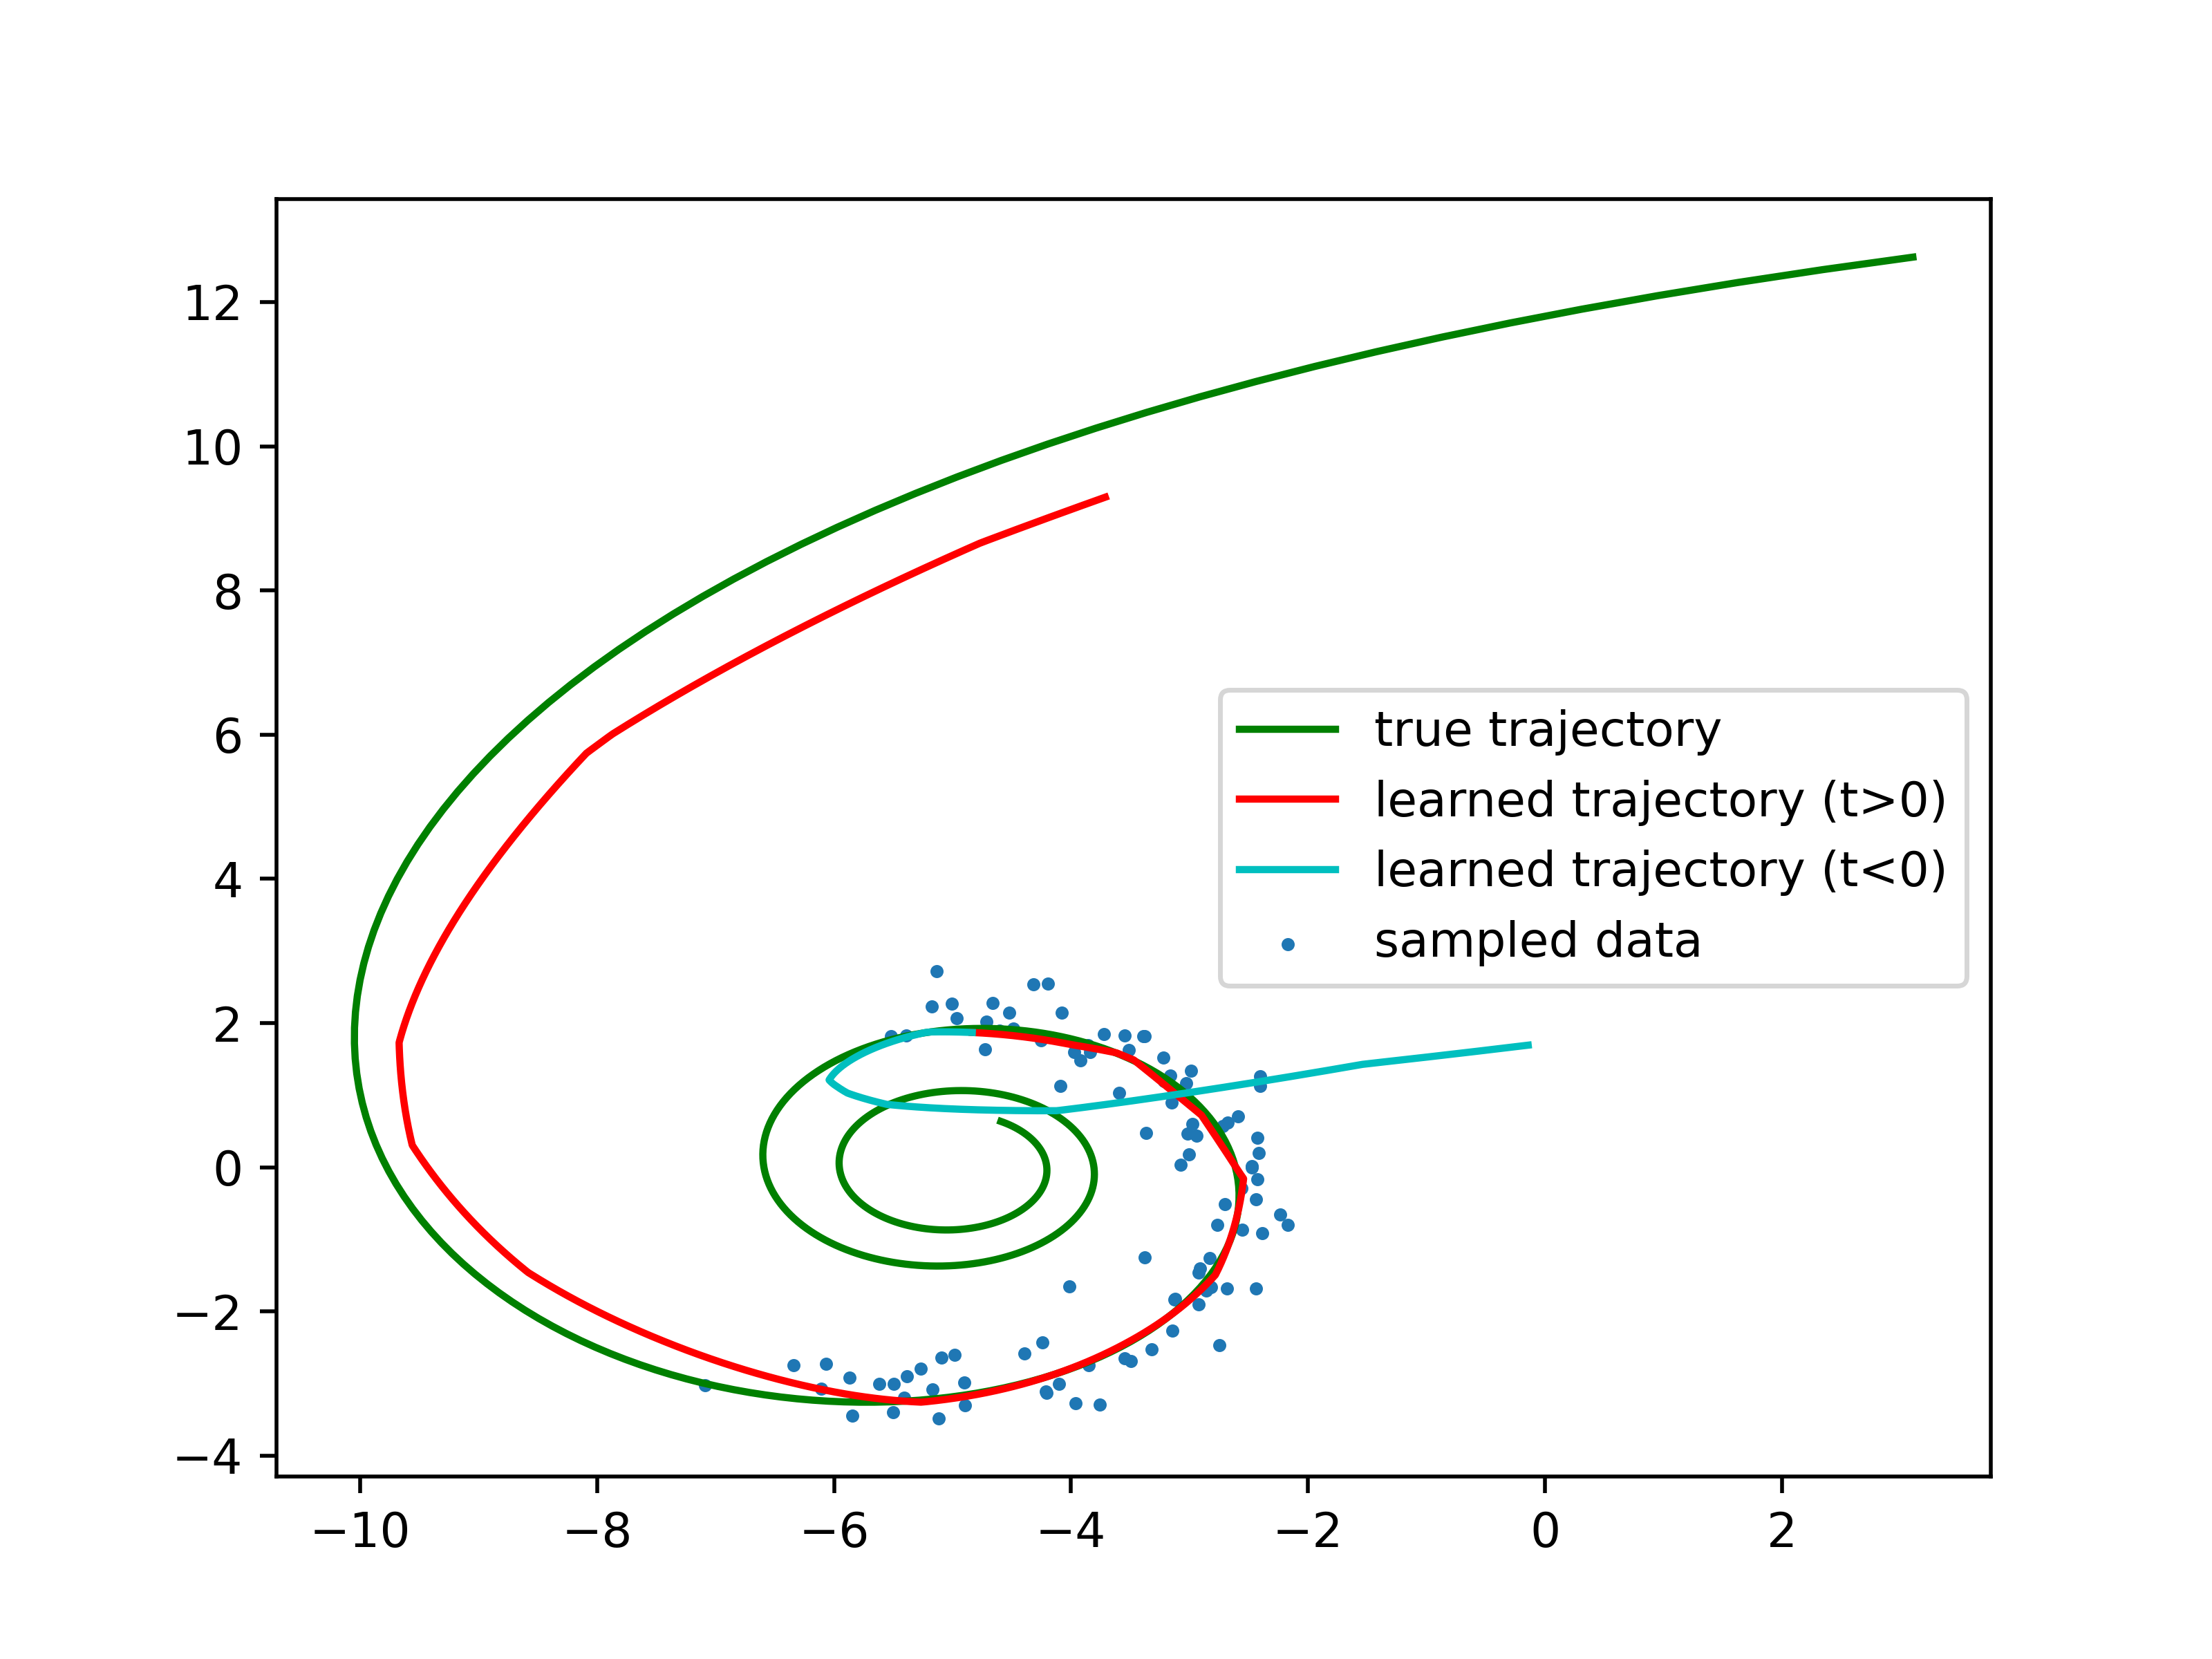 12
10
8
6
4
2
0
−2
−4
true trajectory
learned trajectory (t>0)
learned trajectory (t<0)
sampled data
−10 −8 −6 −4 −2 0 2